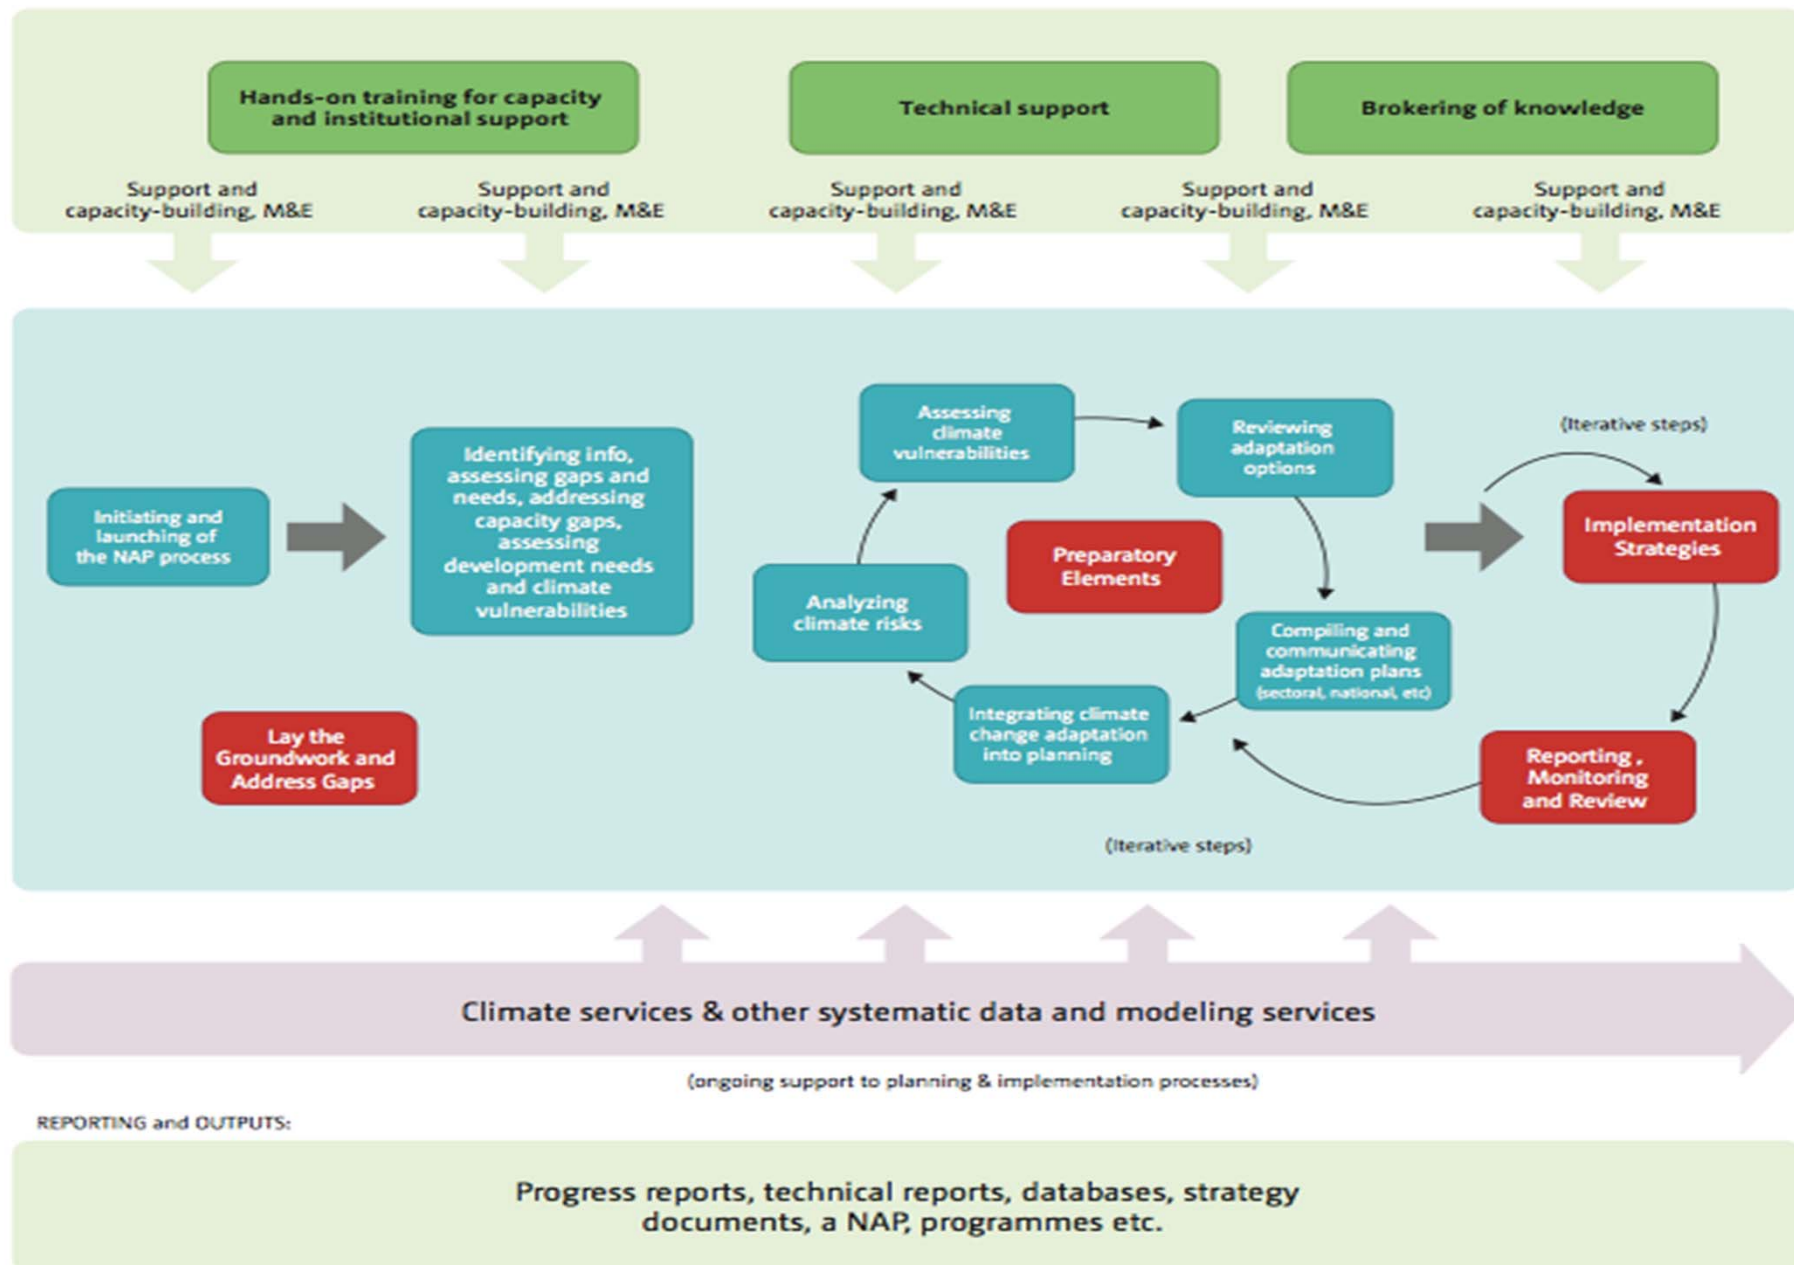 Hands-on training for capacity
and institutional support
Technical support
Brokering of knowledge
Support and
capacity-building, M&E
Support and
capacity-building, M&E
Support and
capacity-building, M&E
Support and
capacity-building, M&E
Support and
capacity-building, M&E
Initiating and
launching of
the NAP process
Identifying info,
assessing gaps and
needs, addressing
capacity gaps,
assessing
development needs
and climate
vulnerabilities
Lay the
Groundwork and
Address Gaps
Assessing
climate
vulnerabilities
Reviewing
adaptation
options
Preparatory
Elements
Analyzing
climate risks
Compiling and
communicating
adaptation plans
(sectoral, national, etc)
Integrating climate
change adaptation
into planning
(Iterative steps)
Implementation
Strategies
Reporting ,
Monitoring
and Review
(Iterative steps)
Climate services & other systematic data and modeling services
(ongoing support to planning & implementation processes)
REPORTING and OUTPUTS:
Progress reports, technical reports, databases, strategy
documents, a NAP, programmes etc.